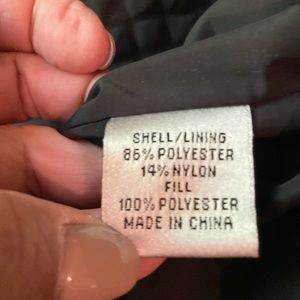 SHELL/LINING
86% POLYESTER
14% NYLON
FILL
100% POLYESTER
MADE IN CHINA